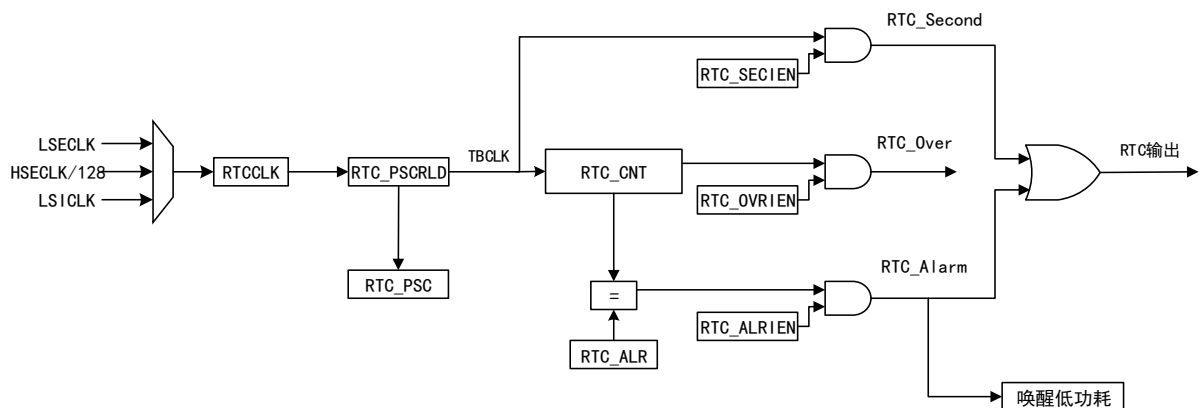 RTC_Second
RTC_SECIEN
LSECLK
HSECLK/128
LSICLK
RTCCLK
RTC_PSCRLD
TBCLK
RTC_CNT
RTC_Over
RTC_OVRIEN
RTC输出
RTC_PSC
=
RTC_Alarm
RTC_ALRIEN
RTC_ALR
唤醒低功耗